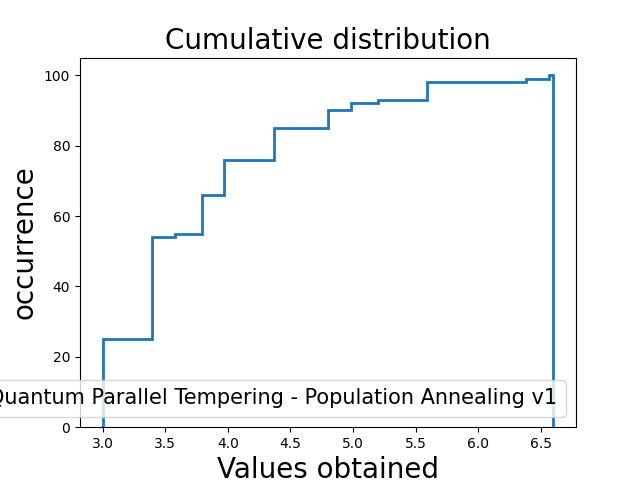 Cumulative distribution
occurrence
100
80
60
40
20
0
Parallel Tempering - Population Annealing v1
3.0 3.5 4.0 4.5 5.0 5.5 6.0 6.5
Values obtained